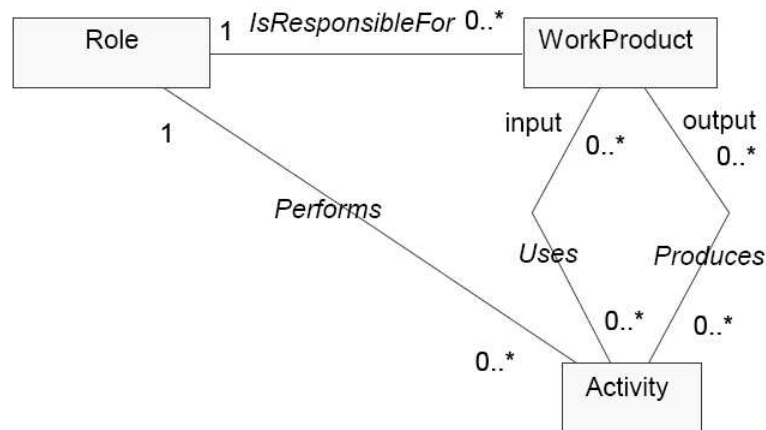 Role
1
IsResponsibleFor
0..*
WorkProduct
1
input
0..*
output
0..*
Performs
Uses
Produces
0..*
0..*
0..*
Activity